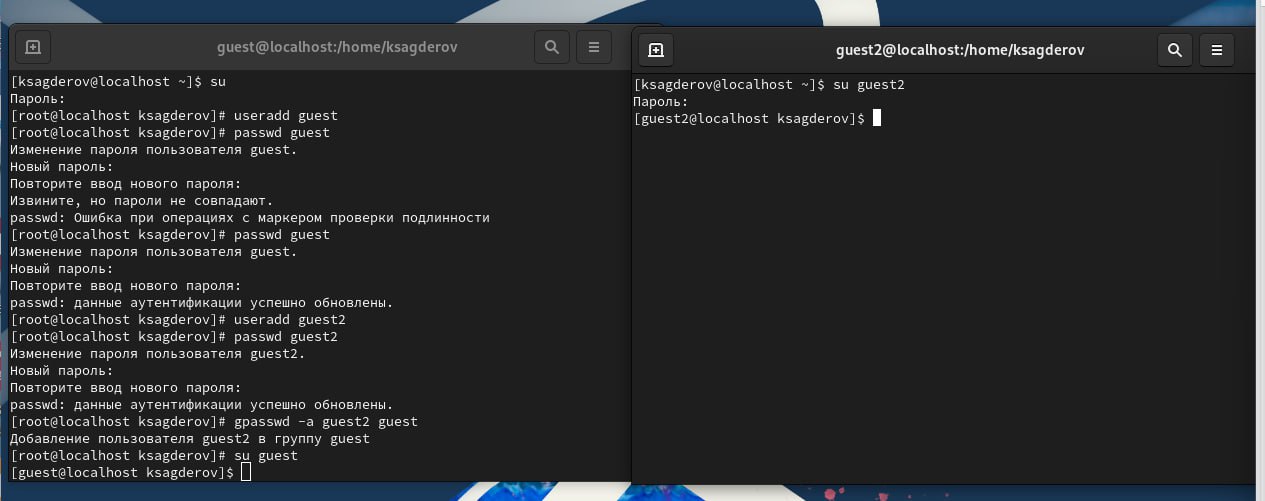 guest@localhost:/home/ksagderov
[ksagderov@localhost ~]$ su
Пароль:
[root@localhost ksagderov]# useradd guest
[root@localhost ksagderov]# passwd guest
Изменение пароля пользователя guest.
Новый пароль:
Повторите ввод нового пароля:
Извините, но пароли не совпадают.
passwd: Ошибка при операциях с маркером проверки подлинности
[root@localhost ksagderov]# passwd guest
Изменение пароля пользователя guest.
Новый пароль:
Повторите ввод нового пароля:
passwd: данные аутентификации успешно обновлены.
[root@localhost ksagderov]# useradd guest2
[root@localhost ksagderov]# passwd guest2
Изменение пароля пользователя guest2.
Новый пароль:
Повторите ввод нового пароля:
passwd: данные аутентификации успешно обновлены.
[root@localhost ksagderov]# gpasswd -a guest2 guest
Добавление пользователя guest2 в группу guest
[root@localhost ksagderov]# su guest
[guest@localhost ksagderov]$
guest2@localhost:/home/ksagderov
[ksagderov@localhost ~]$ su guest2
Пароль:
[guest2@localhost ksagderov]$